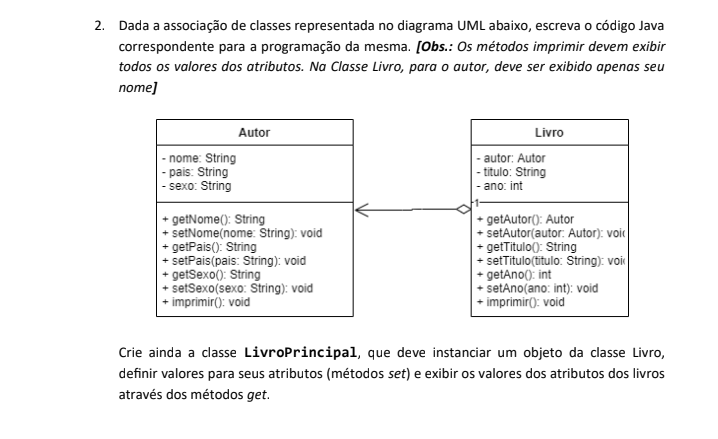 2. Dada a associação de classes representada no diagrama UML abaixo, escreva o código Java
correspondente para a programação da mesma. [Obs.: Os métodos imprimir devem exibir
todos os valores dos atributos. Na Classe Livro, para o autor, deve ser exibido apenas seu
nome]
Autor
- nome: String
- pais: String
- sexo: String
+ getNome(): String
+ setNome(nome: String): void
+ getPais(): String
+ setPais(pais: String): void
+ getSexo(): String
+ setSexo(sexo: String): void
+ imprimir(): void
1
Livro
- autor: Autor
- titulo: String
- ano: int
+ getAutor(): Autor
+ setAutor(autor: Autor): voi
+ getTitulo(): String
+ setTitulo(titulo: String): voi
+ getAno(): int
+ setAno(ano: int): void
+ imprimir(): void
Crie ainda a classe LivroPrincipal, que deve instanciar um objeto da classe Livro,
definir valores para seus atributos (métodos set) e exibir os valores dos atributos dos livros
através dos métodos get.